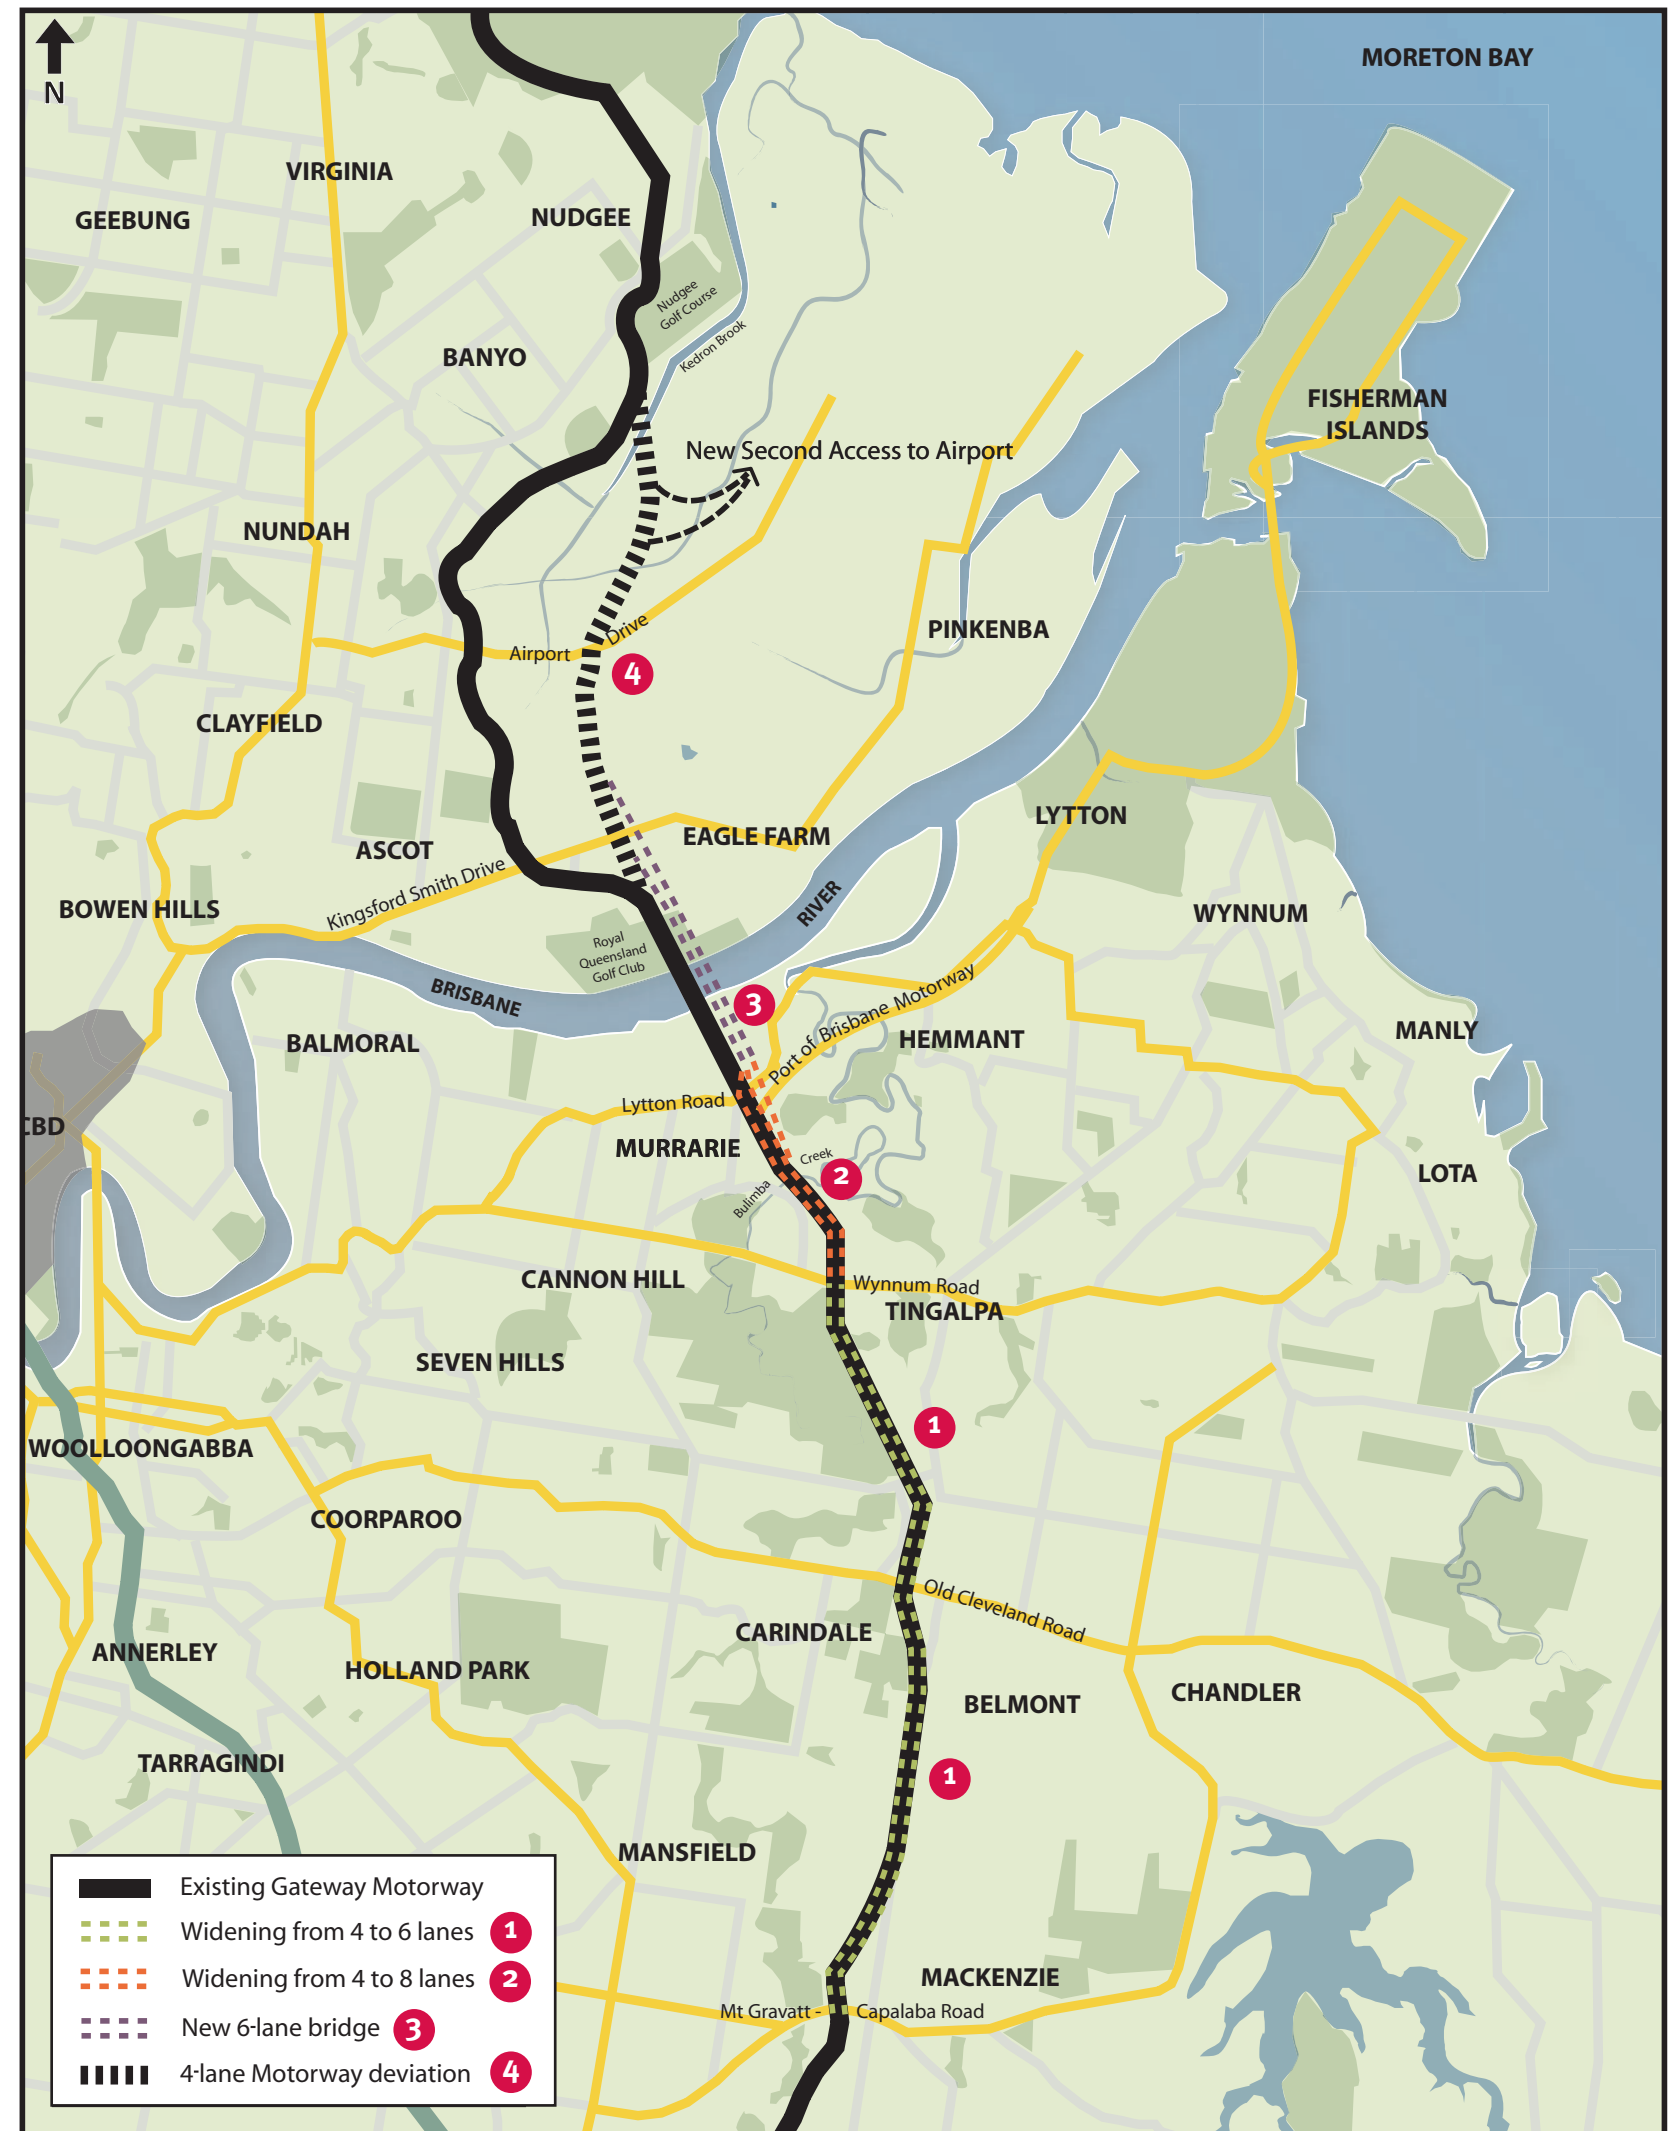 MORETON BAY
N
VIRGINIA
GEEBUNG
NUDGEE
Nudgee
Golf Course
Kedron Brook
BANYO
FISHERMAN
ISLANDS
New Second Access to Airport
NUNDAH
PINKENBA
Airport
Drive
4
CLAYFIELD
LYTTON
EAGLE FARM
ASCOT
Kingsford Smith Drive
BOWEN HILLS
RIVER
WYNNUM
Royal
Queensland
Golf Club
BRISBANE
3
Port of Brisbane Motorway
BALMORAL
HEMMANT
MANLY
Lytton Road
CBD
MURRARIE
Creek
2
LOTA
Bulimba
CANNON HILL
Wynnum Road
TINGALPA
SEVEN HILLS
1
WOOLLOONGABBA
COORPAROO
Old Cleveland Road
CARINDALE
ANNERLEY
HOLLAND PARK
BELMONT
CHANDLER
TARRAGINDI
1
MANSFIELD
MACKENZIE
Mt Gravatt - Capalaba Road
Existing Gateway Motorway
Widening from 4 to 6 lanes 1
Widening from 4 to 8 lanes 2
New 6-lane bridge 3
4-lane Motorway deviation 4